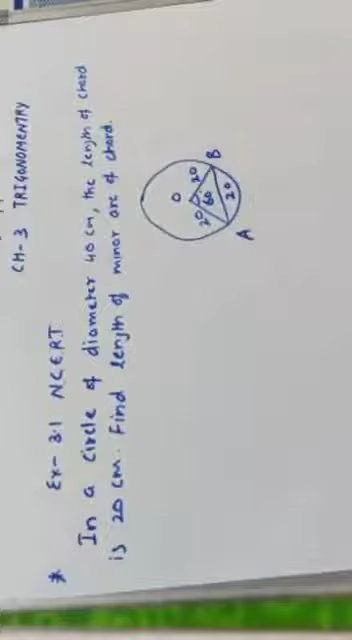 CH-3 TRIGONOMENTRY
* Ex-3.1 NCERT
In a Circle of diameter 40 cm, the length of chord
is 20 cm. Find length of minor arc of chord.
O
20
20
60
20
A
B